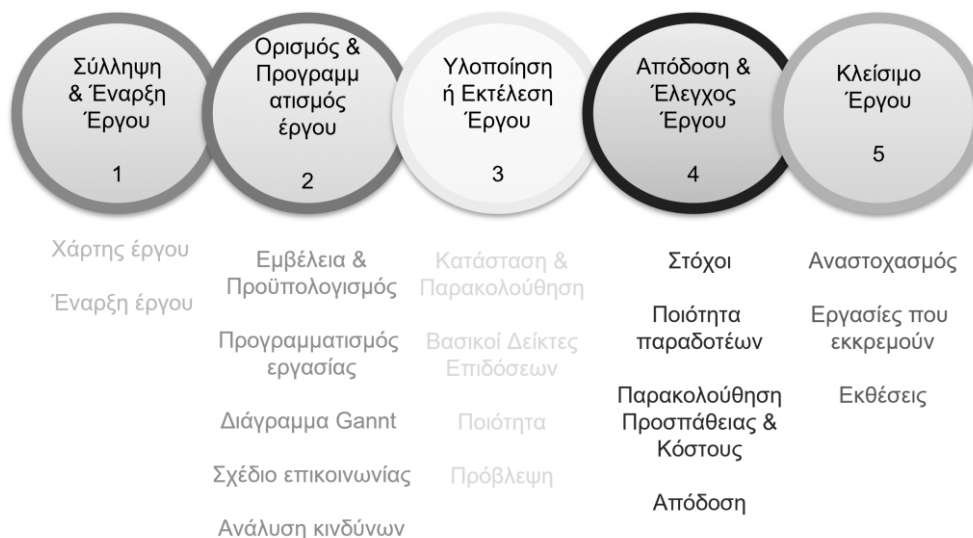 Σύλληψη
& Έναρξη
Έργου
1
Ορισμός &
Προγραμμ
ατισμός
έργου
2
Υλοποίηση
ή Εκτέλεση
Έργου
3
Απόδοση &
Έλεγχος
Έργου
4
Κλείσιμο
Έργου
5
Χάρτης έργου
Έναρξη έργου
Εμβέλεια &
Προϋπολογισμός
Προγραμματισμός
εργασίας
Διάγραμμα Gannt
Σχέδιο επικοινωνίας
Ανάλυση κινδύνων
Κατάσταση &
Παρακολούθηση
Βασικοί Δείκτες
Επιδόσεων
Ποιότητα
Πρόβλεψη
Στόχοι
Ποιότητα
παραδοτέων
Παρακολούθηση
Προσπάθειας &
Κόστους
Απόδοση
Αναστοχασμός
Εργασίες που
εκκρεμούν
Εκθέσεις